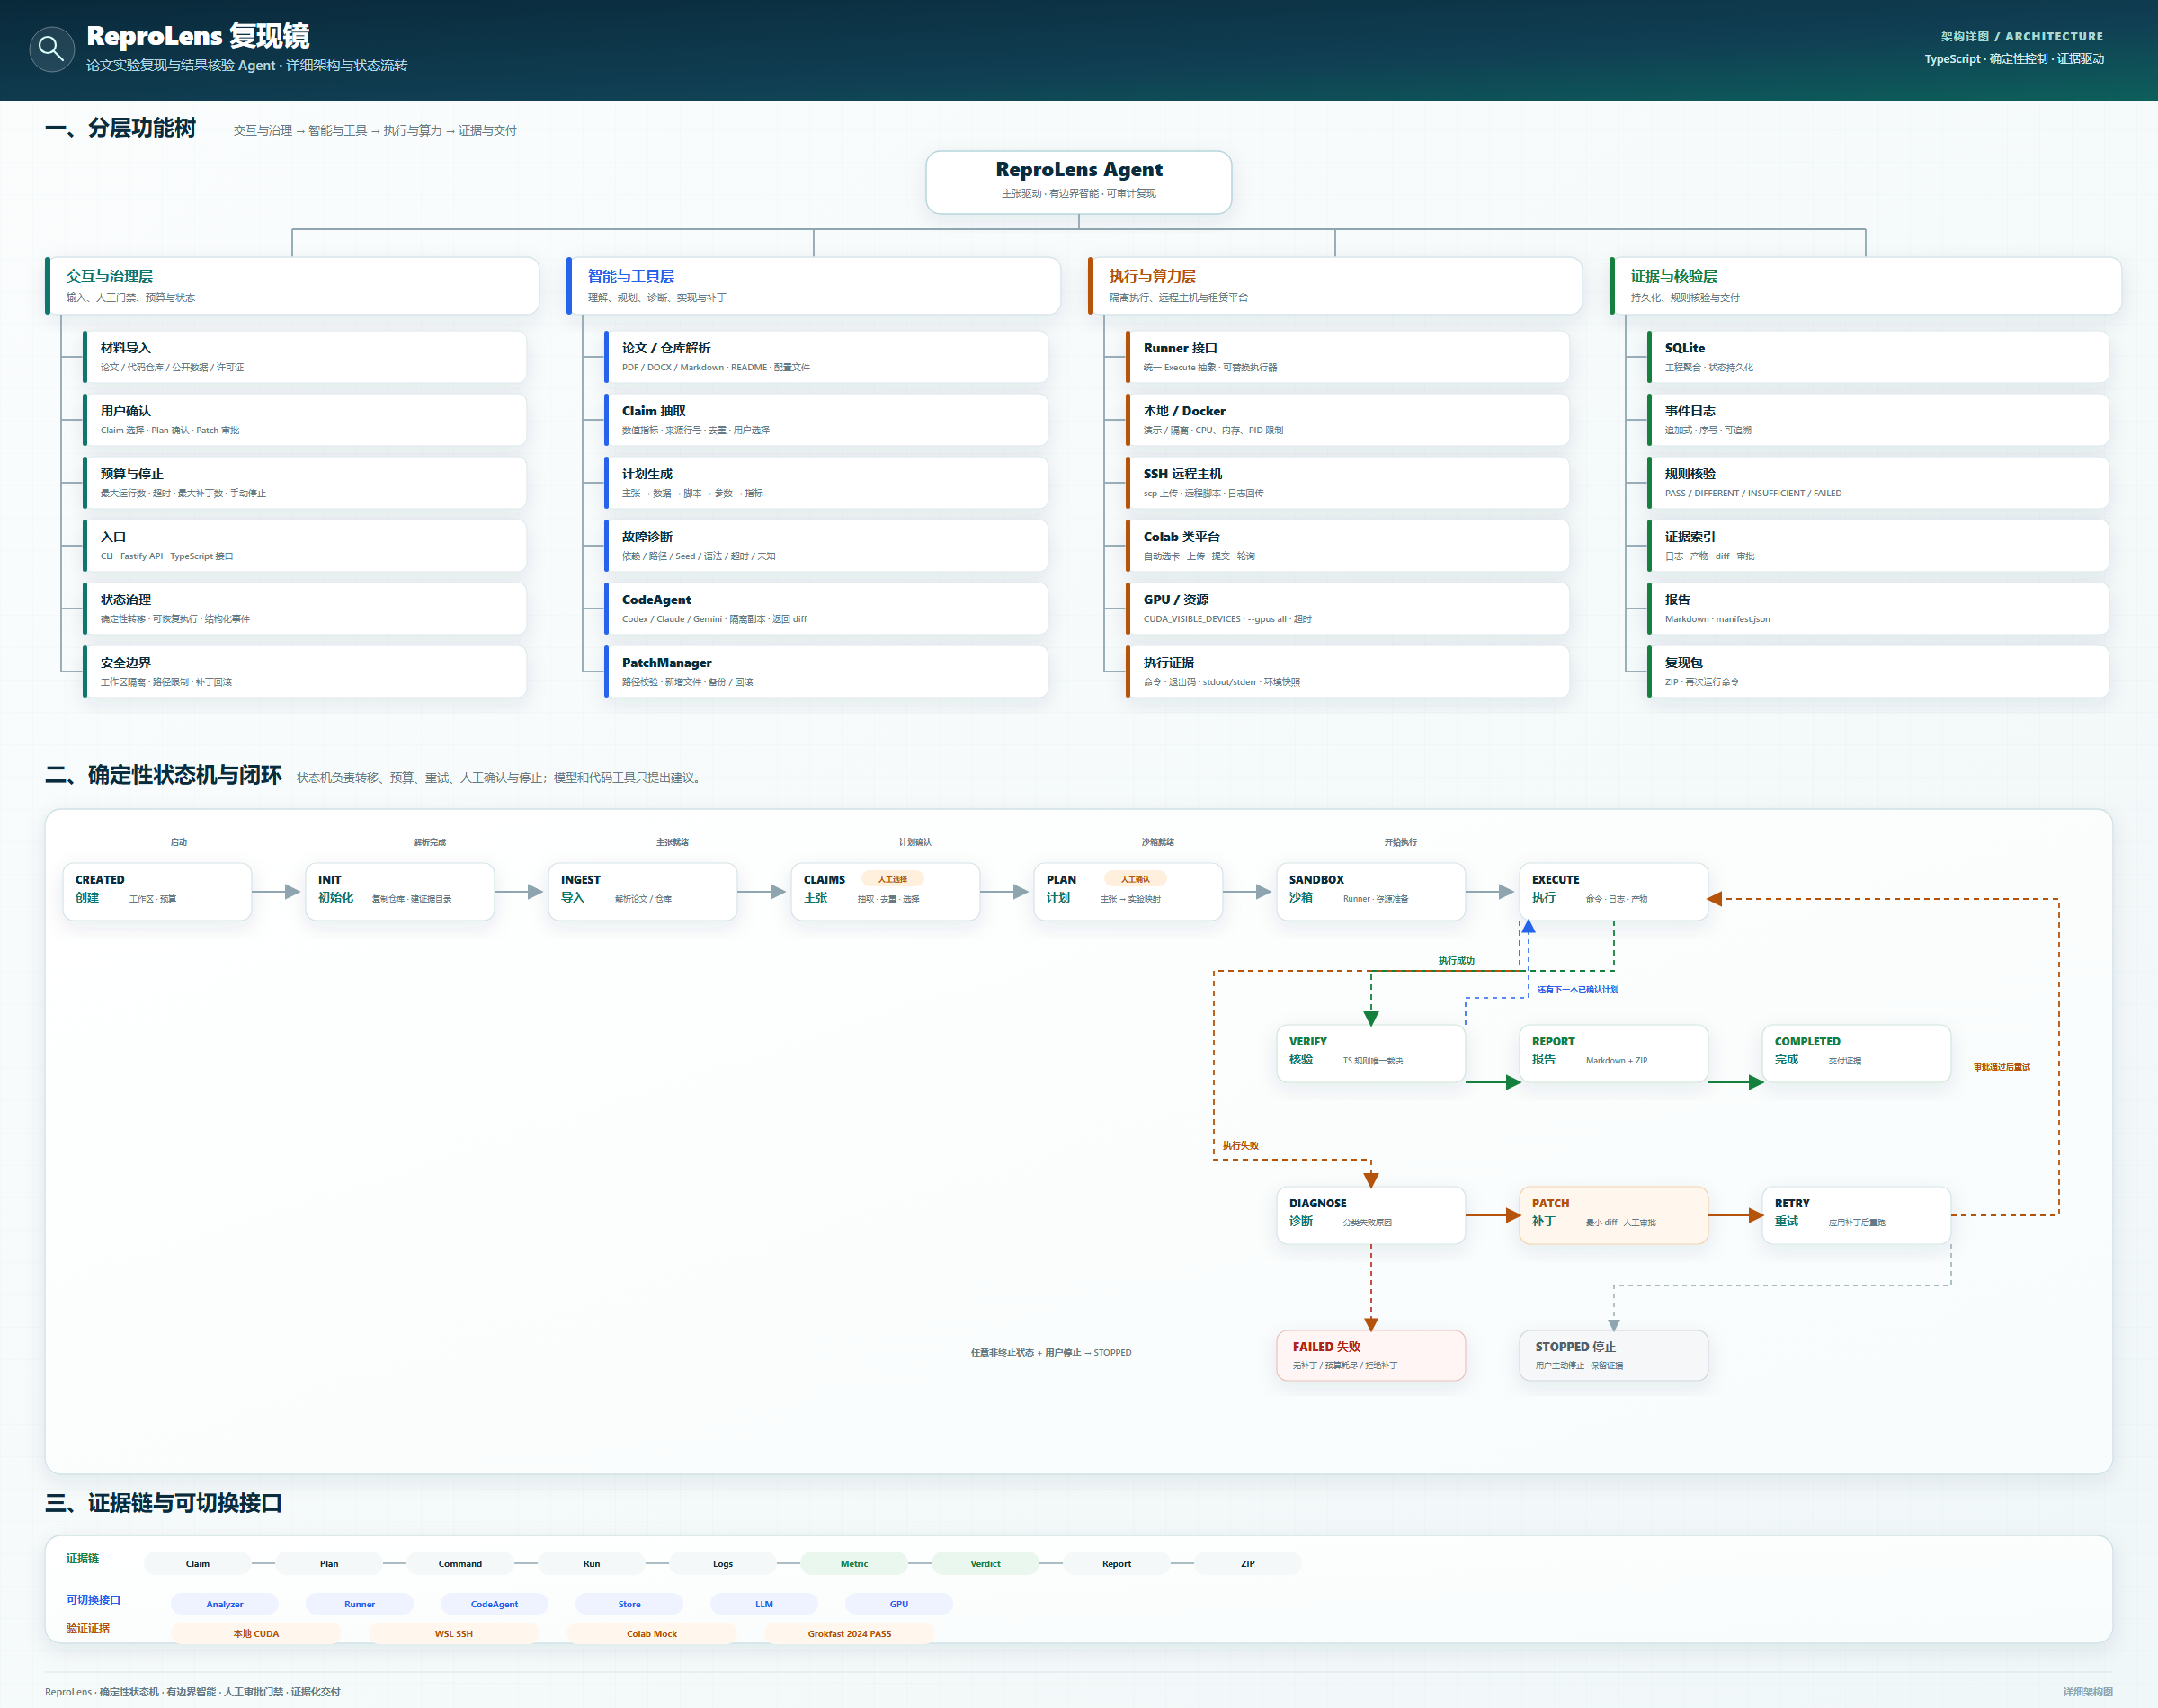 ReproLens 复现镜
论文实验复现与结果核验 Agent · 详细架构与状态流转
架构详图 / ARCHITECTURE
TypeScript · 确定性控制 · 证据驱动
一、分层功能树
交互与治理 → 智能与工具 → 执行与算力 → 证据与交付
ReproLens Agent
主张驱动 · 有边界智能 · 可审计复现
交互与治理层
输入、人工门禁、预算与状态
材料导入
论文 / 代码仓库 / 公开数据 / 许可证
用户确认
Claim 选择 · Plan 确认 · Patch 审批
预算与停止
最大运行数 · 超时 · 最大补丁数 · 手动停止
入口
CLI · Fastify API · TypeScript 接口
状态治理
确定性转移 · 可恢复执行 · 结构化事件
安全边界
工作区隔离 · 路径限制 · 补丁回滚
智能与工具层
理解、规划、诊断、实现与补丁
论文 / 仓库解析
PDF / DOCX / Markdown · README · 配置文件
Claim 抽取
数值指标 · 来源行号 · 去重 · 用户选择
计划生成
主张 → 数据 → 脚本 → 参数 → 指标
故障诊断
依赖 / 路径 / Seed / 语法 / 超时 / 未知
CodeAgent
Codex / Claude / Gemini · 隔离副本 · 返回 diff
PatchManager
路径校验 · 新增文件 · 备份 / 回滚
执行与算力层
隔离执行、远程主机与租赁平台
Runner 接口
统一 Execute 抽象 · 可替换执行器
本地 / Docker
演示 / 隔离 · CPU、内存、PID 限制
SSH 远程主机
scp 上传 · 远程脚本 · 日志回传
Colab 类平台
自动选卡 · 上传 · 提交 · 轮询
GPU / 资源
CUDA_VISIBLE_DEVICES · --gpus all · 超时
执行证据
命令 · 退出码 · stdout/stderr · 环境快照
证据与核验层
持久化、规则核验与交付
SQLite
工程聚合 · 状态持久化
事件日志
追加式 · 序号 · 可追溯
规则核验
PASS / DIFFERENT / INSUFFICIENT / FAILED
证据索引
日志 · 产物 · diff · 审批
报告
Markdown · manifest.json
复现包
ZIP · 再次运行命令
二、确定性状态机与闭环
状态机负责转移、预算、重试、人工确认与停止；模型和代码工具只提出建议。
启动
解析完成
主张就绪
计划确认
沙箱就绪
开始执行
CREATED
创建 工作区 · 预算
INIT
初始化 复制仓库 · 建证据目录
INGEST
导入 解析论文 / 仓库
CLAIMS 人工选择
主张 抽取 · 去重 · 选择
PLAN 人工确认
计划 主张 → 实验映射
SANDBOX
沙箱 Runner · 资源准备
EXECUTE
执行 命令 · 日志 · 产物
执行成功
还有下一个已确认计划
VERIFY
核验 TS 规则唯一裁决
REPORT
报告 Markdown + ZIP
COMPLETED
完成 交付证据
审批通过后重试
执行失败
DIAGNOSE
诊断 分类失败原因
PATCH
补丁 最小 diff · 人工审批
RETRY
重试 应用补丁后重跑
任意非终止状态 + 用户停止 → STOPPED
FAILED 失败
无补丁 / 预算耗尽 / 拒绝补丁
STOPPED 停止
用户主动停止 · 保留证据
三、证据链与可切换接口
证据链 Claim Plan Command Run Logs Metric Verdict Report ZIP
可切换接口 Analyzer Runner CodeAgent Store LLM GPU
验证证据 本地 CUDA WSL SSH Colab Mock Grokfast 2024 PASS
ReproLens · 确定性状态机 · 有边界智能 · 人工审批门禁 · 证据化交付
详细架构图